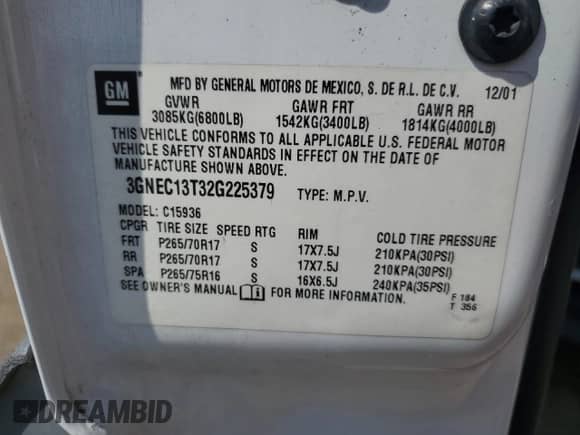 GM
MFD BY GENERAL MOTORS DE MEXICO, S. DE R.L. DE C.V. 12/01
GVWR GAWR FRT GAWR RR
3085KG(6800LB) 1542KG(3400LB) 1814KG(4000LB)
THIS VEHICLE CONFORMS TO ALL APPLICABLE U.S. FEDERAL MOTOR
VEHICLE SAFETY STANDARDS IN EFFECT ON THE DATE OF
MANUFACTURE SHOWN ABOVE.
3GNEC13T32G225379 TYPE: M.P.V.
MODEL: C15936
CPGR TIRE SIZE SPEED RTG RIM COLD TIRE PRESSURE
FRT P265/70R17 S 17X7.5J 210KPA(30PSI)
RR P265/70R17 S 17X7.5J 210KPA(30PSI)
SPA P265/75R16 S 16X6.5J 240KPA(35PSI)
SEE OWNER'S MANUAL FOR MORE INFORMATION.
F 184
T 356
DREAMBID